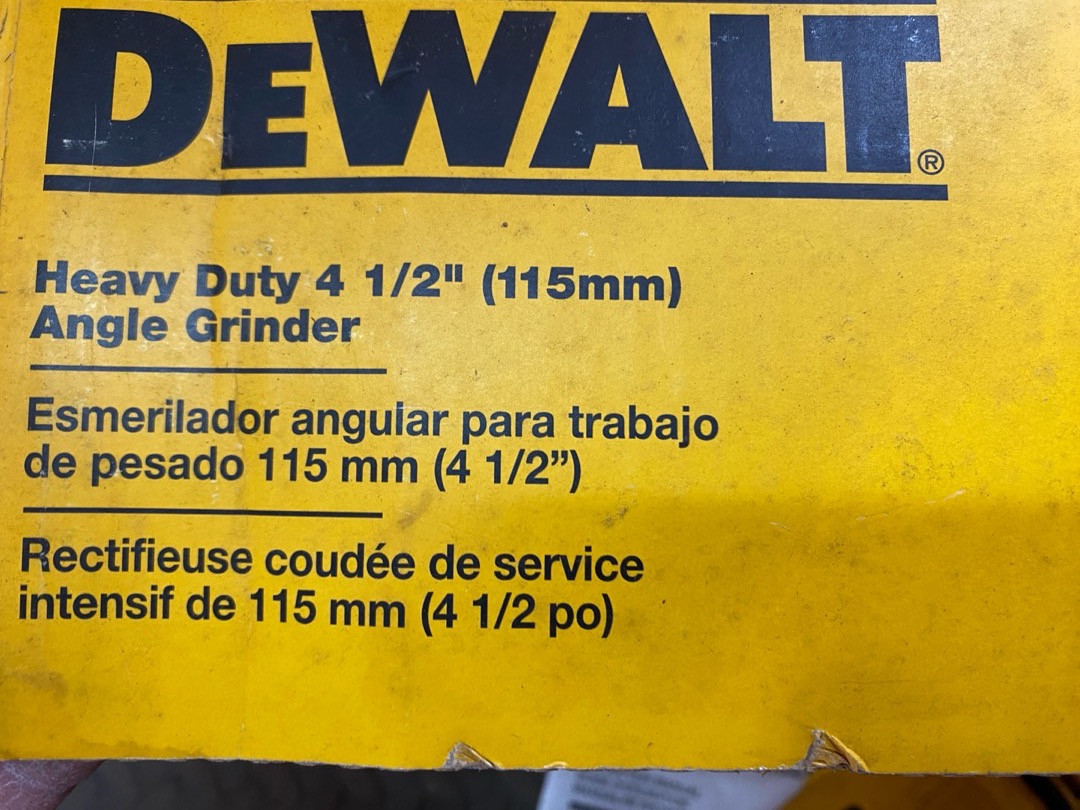 DEWALT®
Heavy Duty 4 1/2" (115mm)
Angle Grinder
Esmerilador angular para trabajo
de pesado 115 mm (4 1/2”)
Rectifieuse coudée de service
intensif de 115 mm (4 1/2 po)